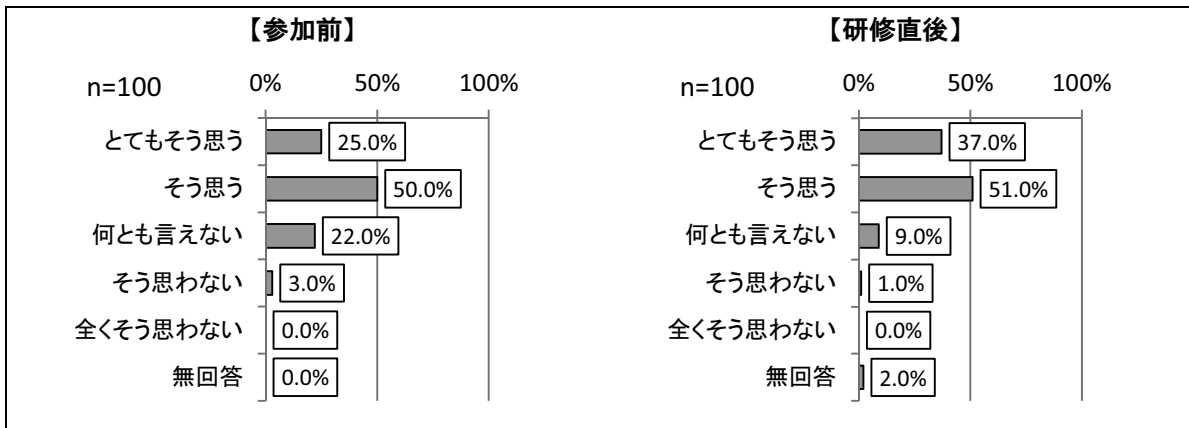 【参加前】
n=100
0% 50% 100%
とてもそう思う 25.0%
そう思う 50.0%
何とも言えない 22.0%
そう思わない 3.0%
全くそう思わない 0.0%
無回答 0.0%
【研修直後】
n=100
0% 50% 100%
とてもそう思う 37.0%
そう思う 51.0%
何とも言えない 9.0%
そう思わない 1.0%
全くそう思わない 0.0%
無回答 2.0%